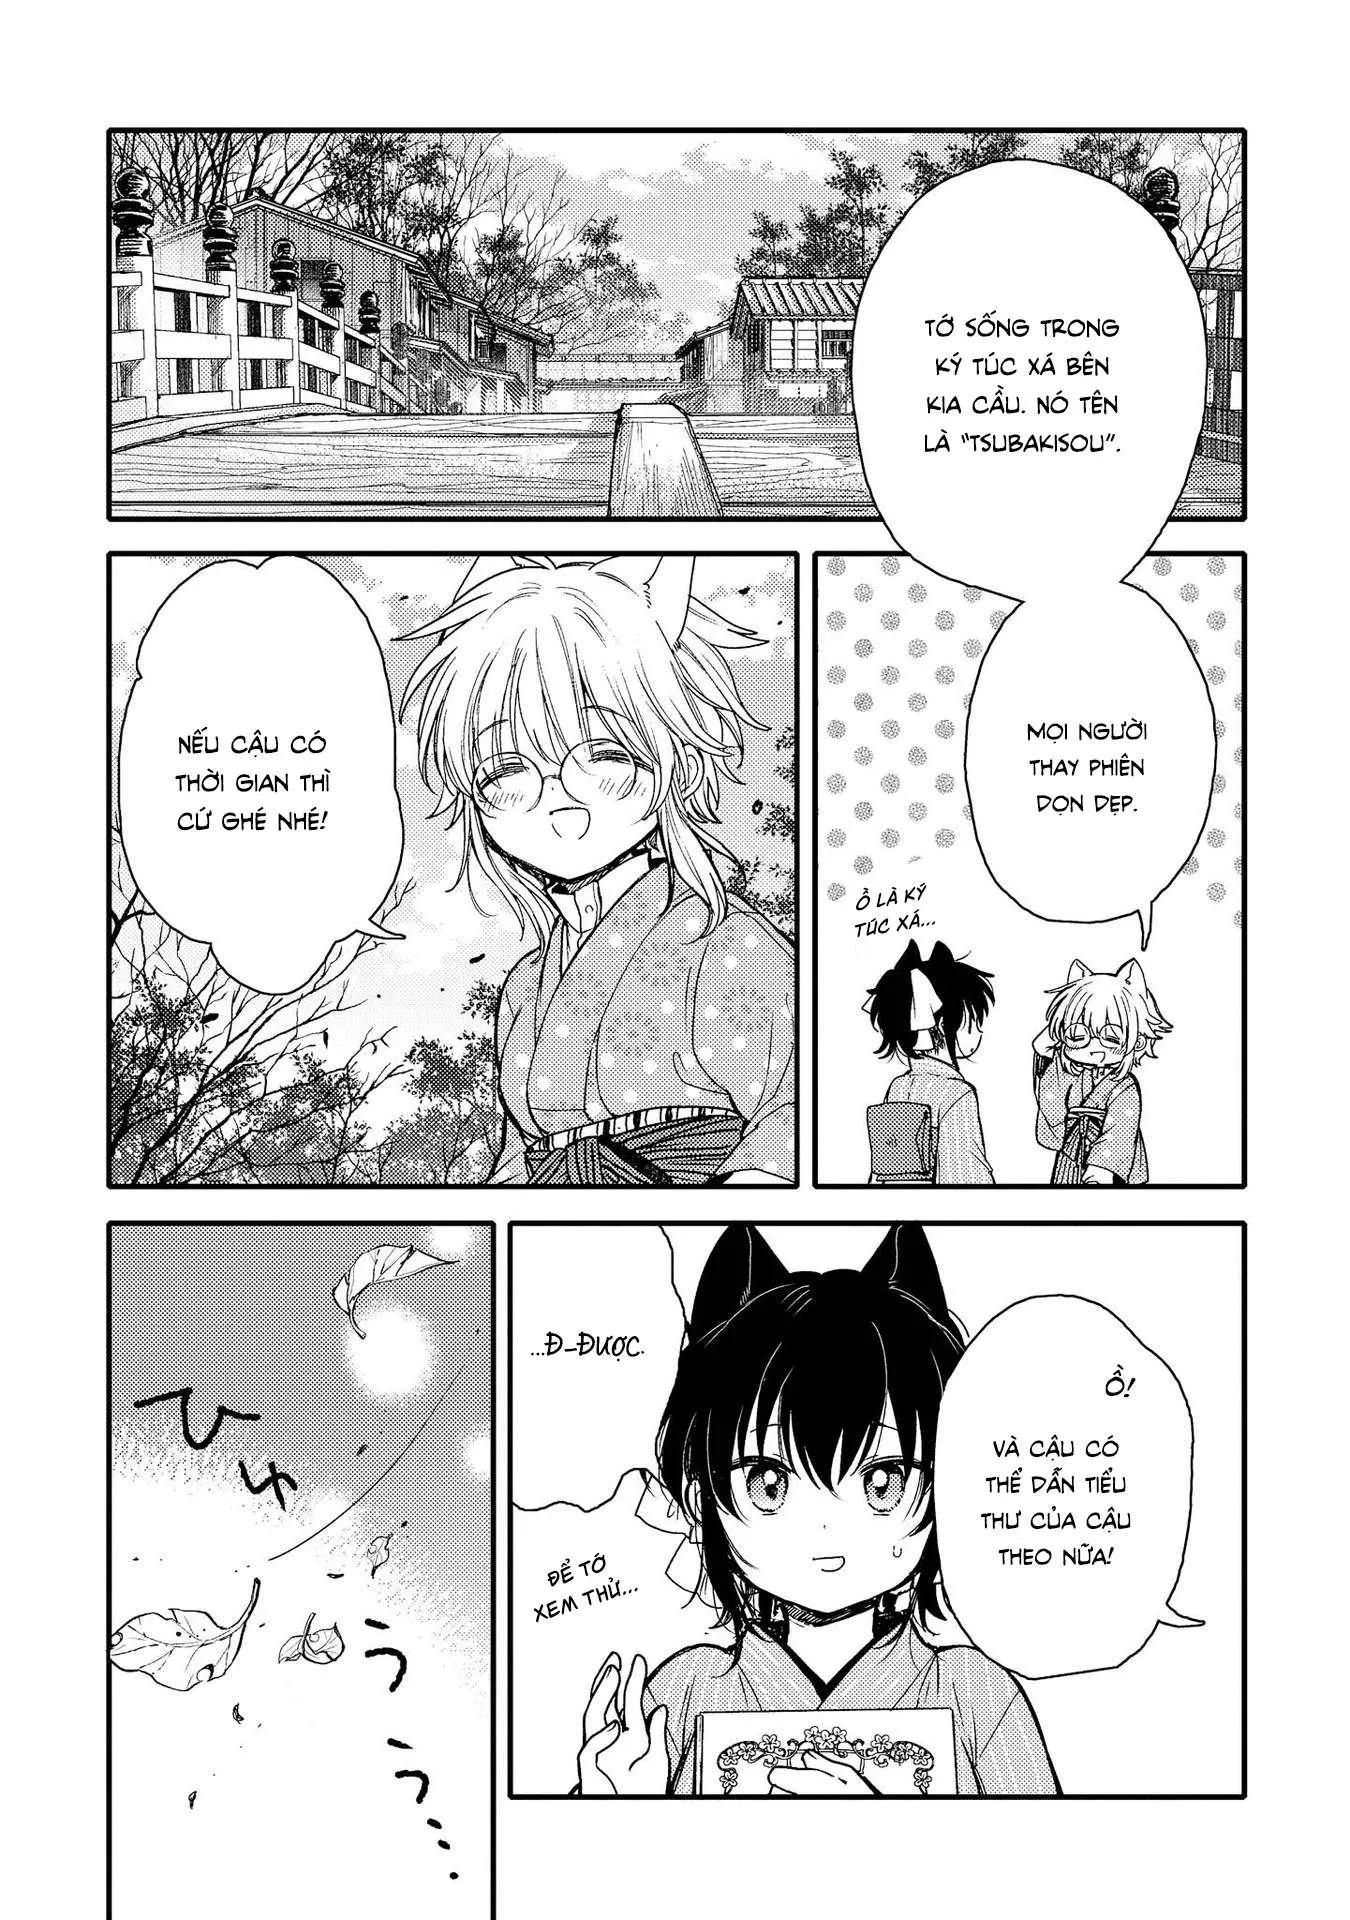 TỚ SỐNG TRONG
KÝ TÚC XÁ BÊN
KIA CẦU. NÓ TÊN
LÀ "TSUBAKISOU".
MỌI NGƯỜI
THAY PHIÊN
DỌN DẸP.
Ồ LÀ KÝ
TÚC XÁ...
NẾU CẬU CÓ
THỜI GIAN THÌ
CỨ GHÉ NHÉ!
Ồ!
VÀ CẬU CÓ
THỂ DẪN TIỂU
THƯ CỦA CẬU
THEO NỮA!
...Đ-ĐƯỢC.
ĐỂ TỚ
XEM THỬ...
ひゅうう...